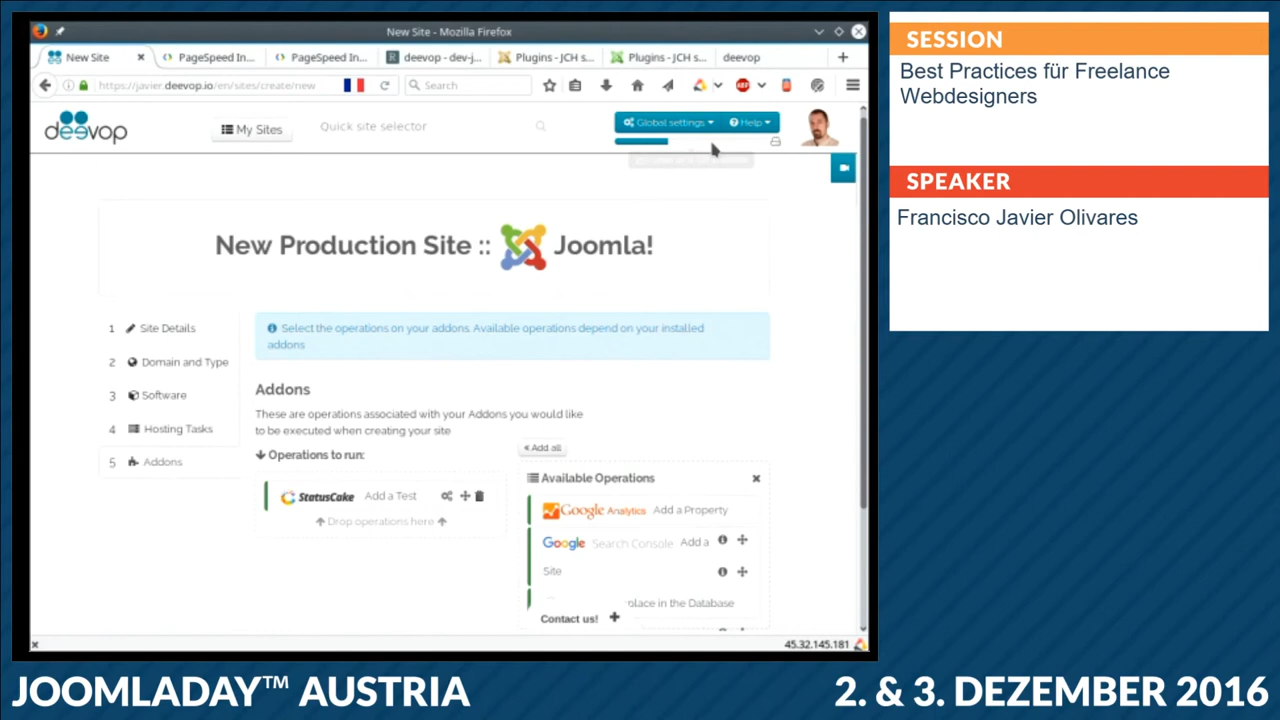 New Site - Mozilla Firefox
New Site
PageSpeed In...
PageSpeed In...
deevop - dev-j...
Plugins - JCH s...
Plugins - JCH s...
deevop
https://javier.deevop.io/en/sites/create/new
Search
deevop
My Sites
Quick site selector
Global settings
Help
New Production Site :: Joomla!
1 Site Details
2 Domain and Type
3 Software
4 Hosting Tasks
5 Addons
Select the operations on your addons. Available operations depend on your installed
addons
Addons
These are operations associated with your Addons you would like
to be executed when creating your site
Operations to run:
StatusCake Add a Test
Drop operations here
« Add all
Available Operations
Google Analytics Add a Property
Google Search Console Add a
Site
place in the Database
Contact us!
45.32.145.181
SESSION
Best Practices für Freelance
Webdesigners
SPEAKER
Francisco Javier Olivares
JOOMLADAY™ AUSTRIA
2. & 3. DEZEMBER 2016